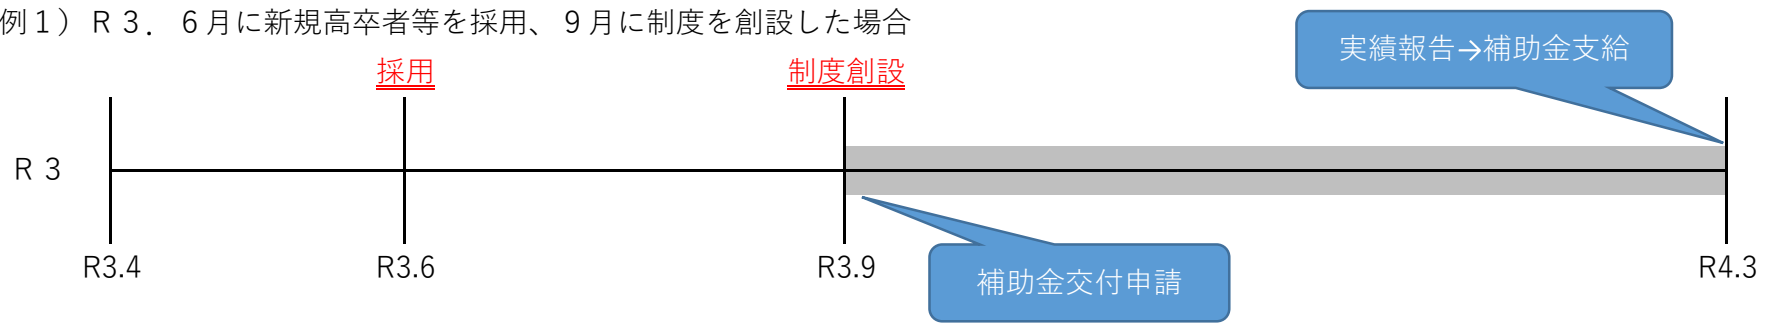 例１）Ｒ３．６月に新規高卒者等を採用、９月に制度を創設した場合
実績報告→補助金支給
採用
制度創設
Ｒ３
R3.4
R3.6
R3.9
R4.3
補助金交付申請